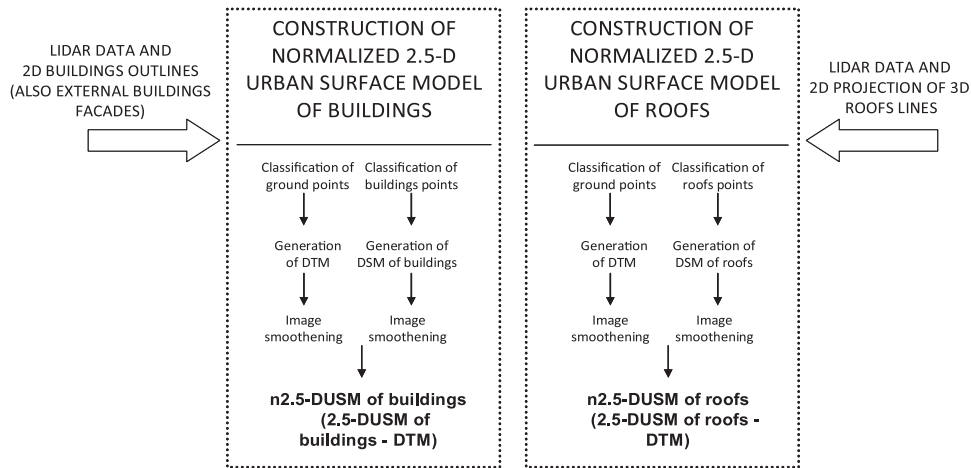 LIDAR DATA AND
2D BUILDINGS OUTLINES
(ALSO EXTERNAL BUILDINGS
FACADES)
CONSTRUCTION OF
NORMALIZED 2.5-D
URBAN SURFACE MODEL
OF BUILDINGS
Classification of
ground points
Classification of
buildings points
Generation
of DTM
Generation of
DSM of buildings
Image
smoothening
Image
smoothening
n2.5-DUSM of buildings
(2.5-DUSM of
buildings - DTM)
CONSTRUCTION OF
NORMALIZED 2.5-D
URBAN SURFACE MODEL
OF ROOFS
Classification of
ground points
Classification of
roofs points
Generation
of DTM
Generation of
DSM of roofs
Image
smoothening
Image
smoothening
n2.5-DUSM of roofs
(2.5-DUSM of roofs -
DTM)
LIDAR DATA AND
2D PROJECTION OF 3D
ROOFS LINES